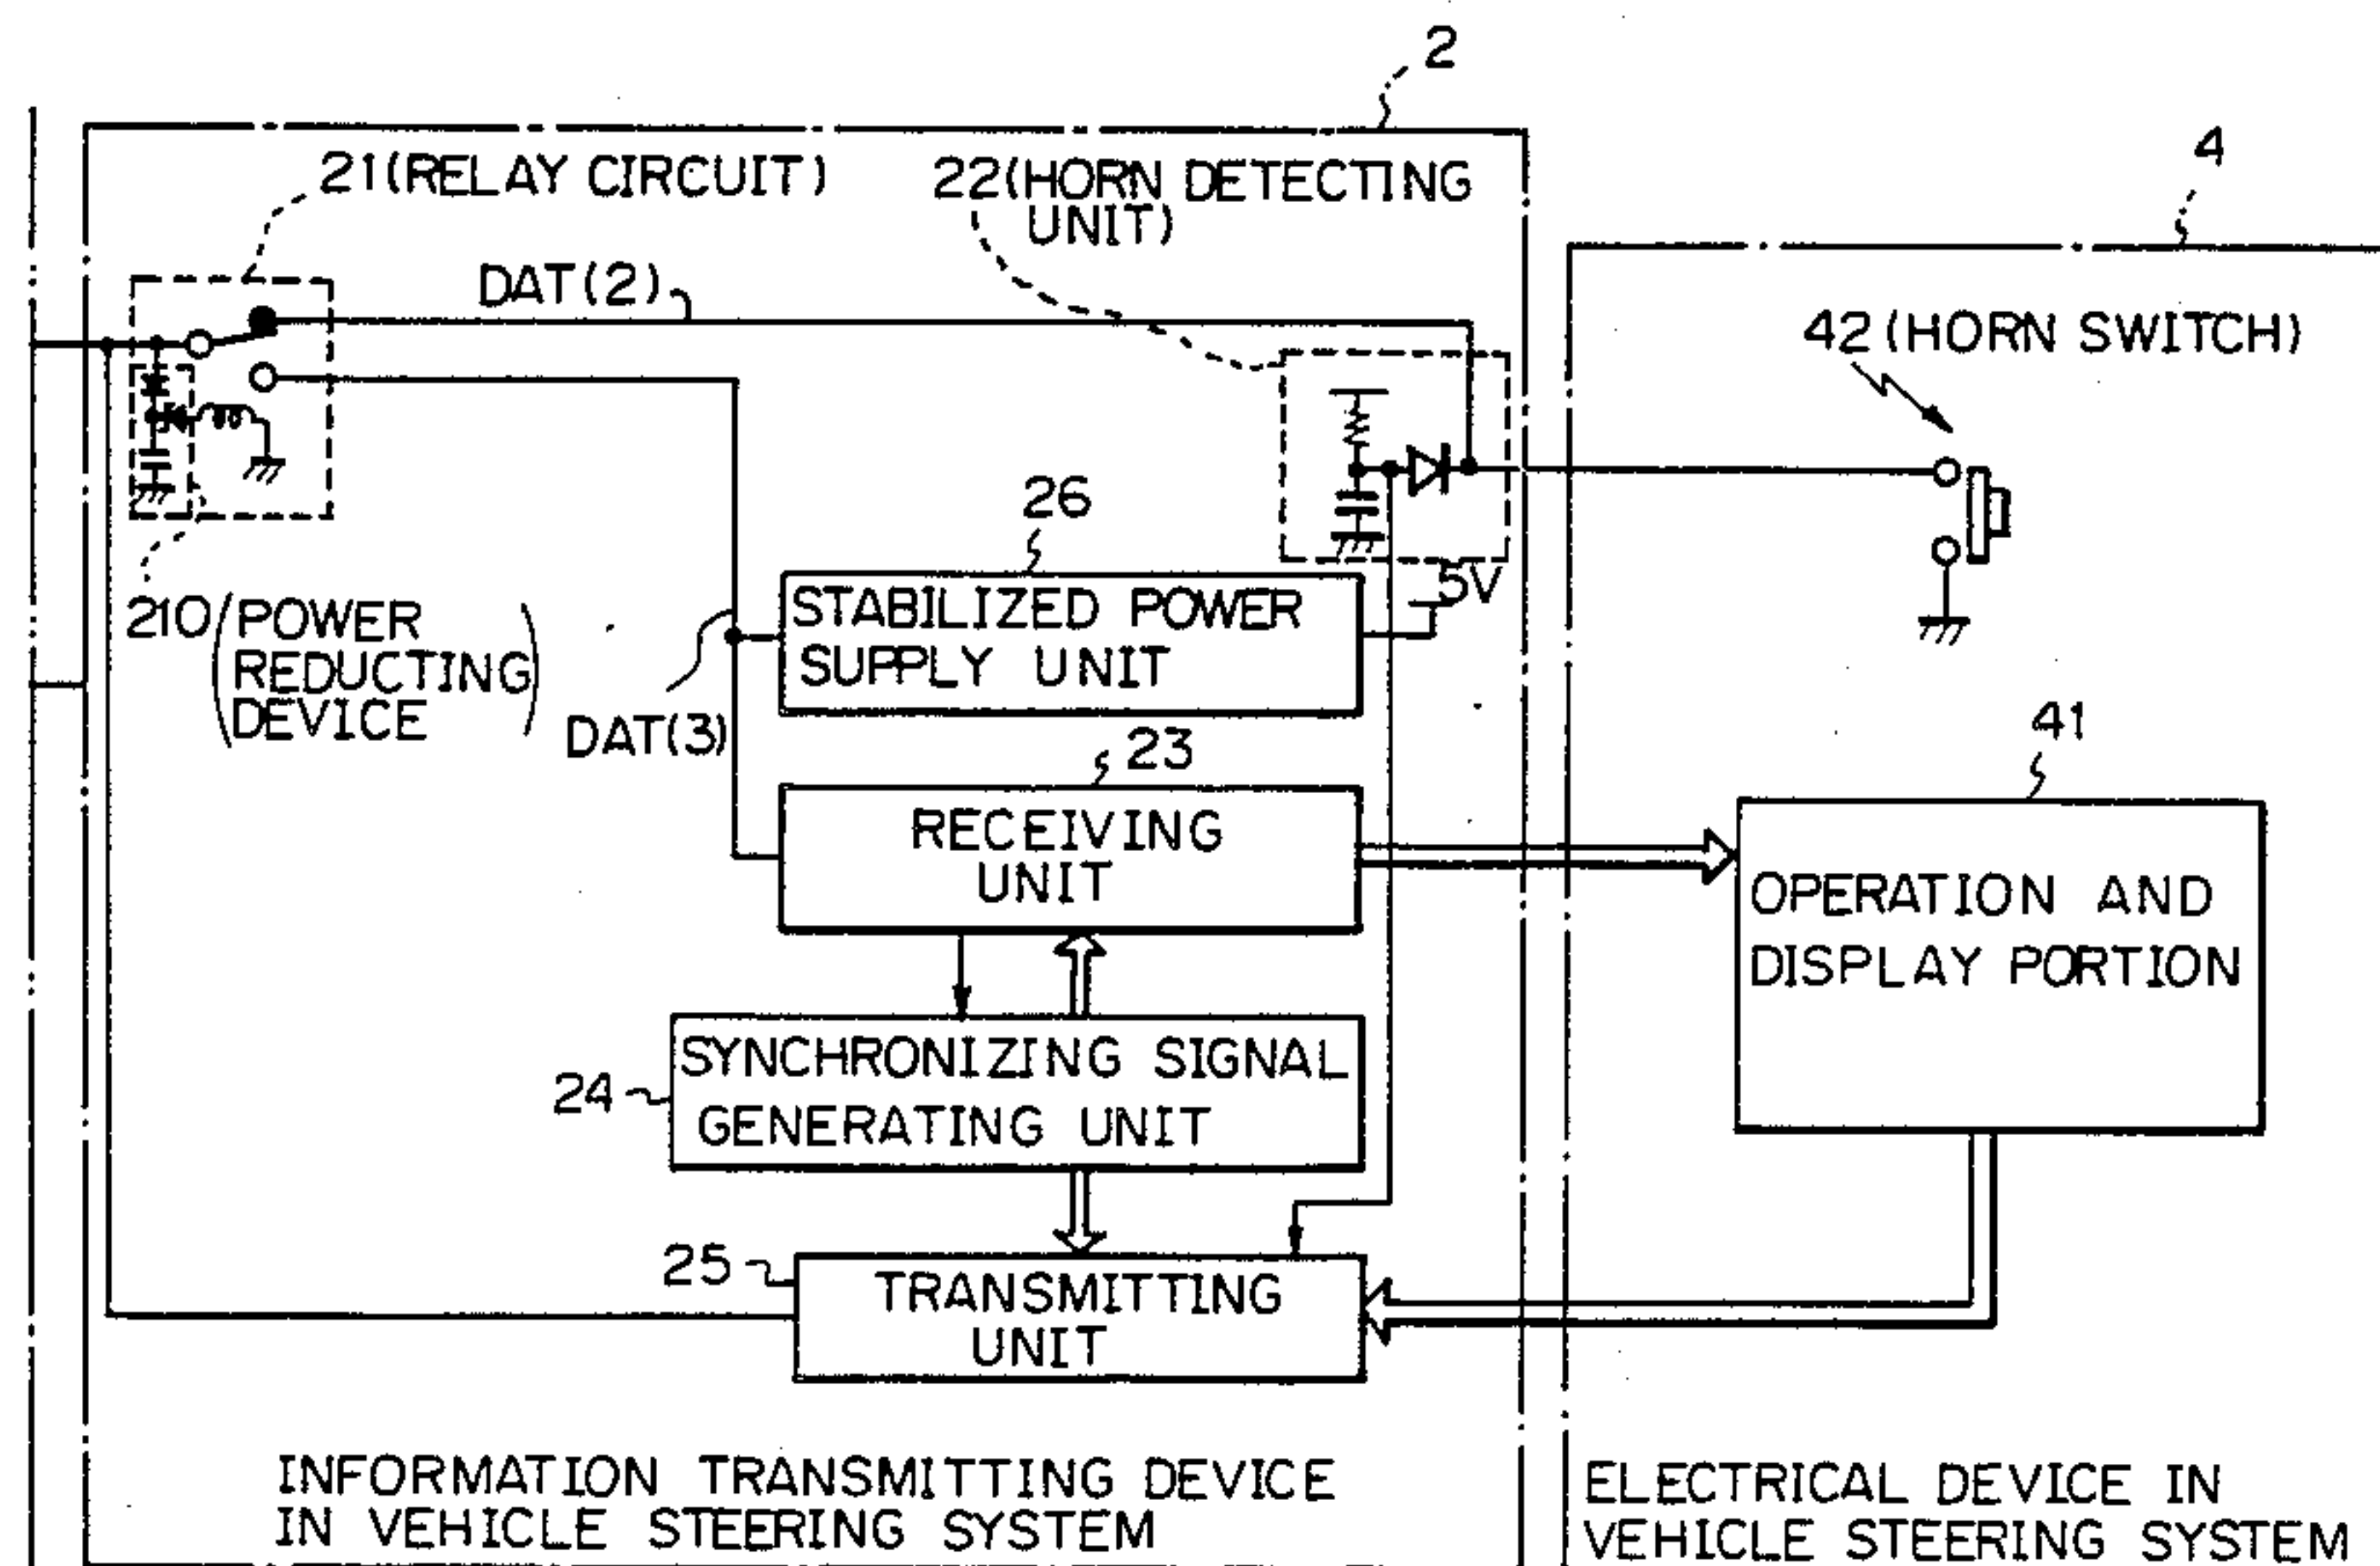 2
21(RELAY CIRCUIT)
22(HORN DETECTING
UNIT)
4
DAT(2)
42(HORN SWITCH)
26
5V
STABILIZED POWER
SUPPLY UNIT
210(POWER
REDUCTING
DEVICE)
DAT(3)
23
41
RECEIVING
UNIT
OPERATION AND
DISPLAY PORTION
24
SYNCHRONIZING SIGNAL
GENERATING UNIT
25
TRANSMITTING
UNIT
INFORMATION TRANSMITTING DEVICE
IN VEHICLE STEERING SYSTEM
ELECTRICAL DEVICE IN
VEHICLE STEERING SYSTEM